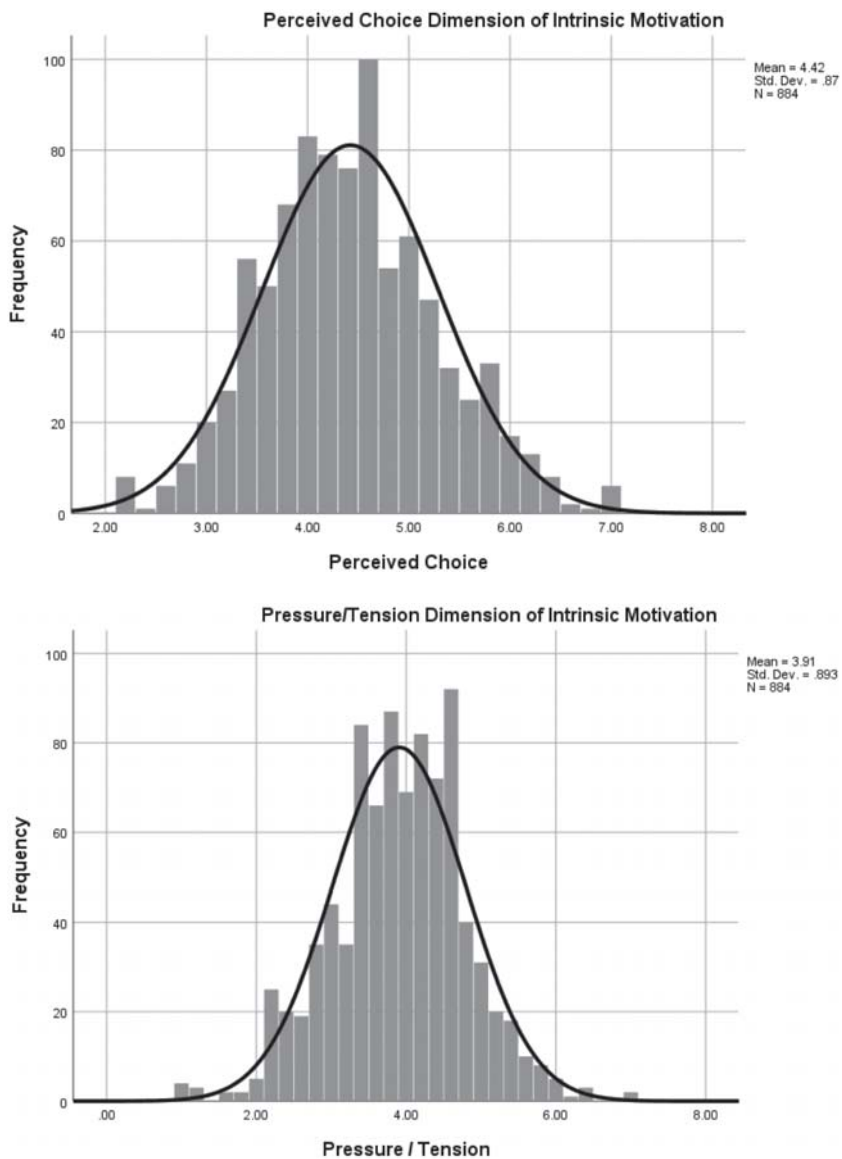 Perceived Choice Dimension of Intrinsic Motivation
Mean = 4.42
Std. Dev. = .87
N = 884
100
80
60
40
20
0
Frequency
2.00 3.00 4.00 5.00 6.00 7.00 8.00
Perceived Choice
Pressure/Tension Dimension of Intrinsic Motivation
Mean = 3.91
Std. Dev. = .893
N = 884
100
80
60
40
20
0
Frequency
.00 2.00 4.00 6.00 8.00
Pressure / Tension